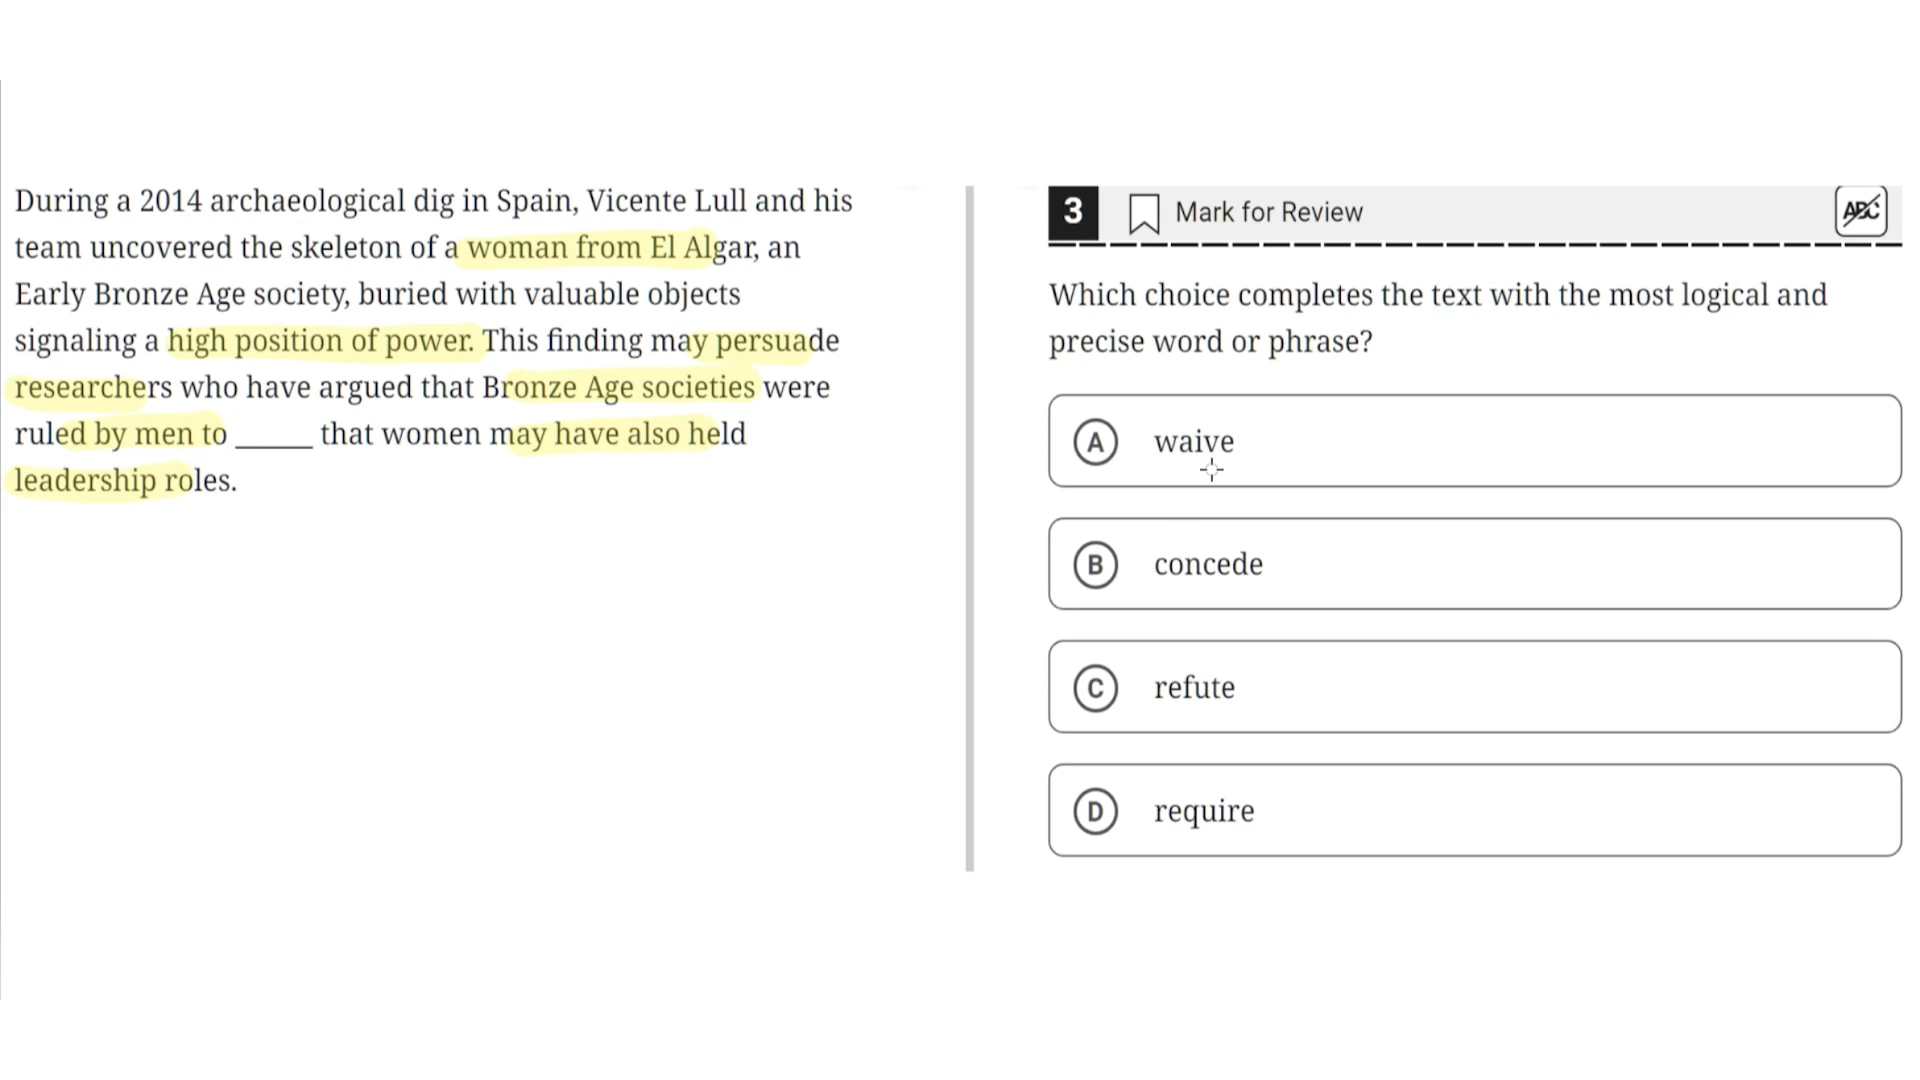 During a 2014 archaeological dig in Spain, Vicente Lull and his
team uncovered the skeleton of a woman from El Algar, an
Early Bronze Age society, buried with valuable objects
signaling a high position of power. This finding may persuade
researchers who have argued that Bronze Age societies were
ruled by men to ______ that women may have also held
leadership roles.
3 Mark for Review ABC
Which choice completes the text with the most logical and
precise word or phrase?
A waive
B concede
C refute
D require